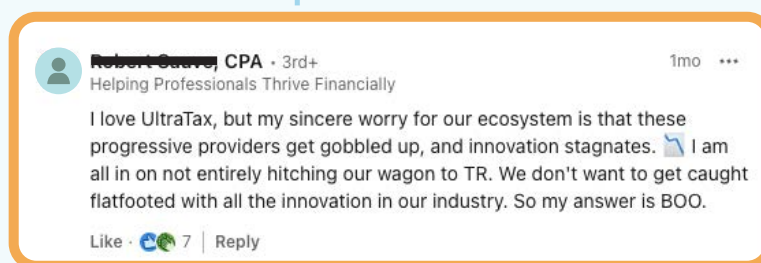 , CPA • 3rd+
1mo •••
Helping Professionals Thrive Financially
I love UltraTax, but my sincere worry for our ecosystem is that these
progressive providers get gobbled up, and innovation stagnates. 📉 I am
all in on not entirely hitching our wagon to TR. We don't want to get caught
flatfooted with all the innovation in our industry. So my answer is BOO.
Like · 7 | Reply